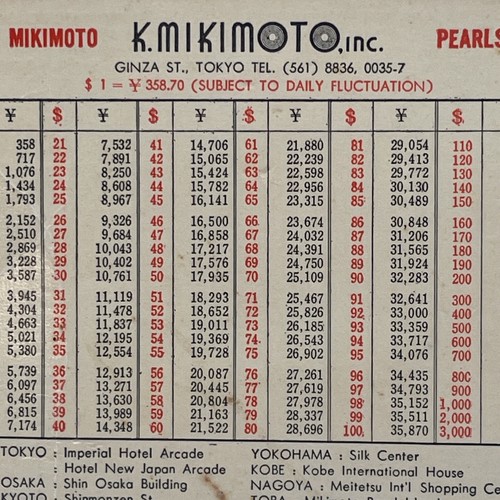 MIKIMOTO K.MIKIMOTO, INC. PEARLS
GINZA ST., TOKYO TEL. (561) 8836, 0035-7
$ 1 = ¥ 358.70 (SUBJECT TO DAILY FLUCTUATION)
¥ $ ¥ $ ¥ $ ¥ $ ¥ $
358 21 7,532 41 14,706 61 21,880 81 29,054 110
717 22 7,891 42 15,065 62 22,239 82 29,413 120
1,076 23 8,250 43 15,424 63 22,598 83 29,772 130
1,434 24 8,608 44 15,782 64 22,956 84 30,130 140
1,793 25 8,967 45 16,141 65 23,315 85 30,489 150
2,152 26 9,326 46 16,500 66 23,674 86 30,848 160
2,510 27 9,684 47 16,858 67 24,032 87 31,206 170
2,869 28 10,043 48 17,217 68 24,391 88 31,565 180
3,228 29 10,402 49 17,576 69 24,750 89 31,924 190
3,587 30 10,761 50 17,935 70 25,109 90 32,283 200
3,945 31 11,119 51 18,293 71 25,467 91 32,641 300
4,304 32 11,478 52 18,652 72 25,826 92 33,000 400
4,663 33 11,837 53 19,011 73 26,185 93 33,359 500
5,021 34 12,195 54 19,369 74 26,543 94 33,717 600
5,380 35 12,554 55 19,728 75 26,902 95 34,076 700
5,739 36 12,913 56 20,087 76 27,261 96 34,435 800
6,097 37 13,271 57 20,445 77 27,619 97 34,793 900
6,456 38 13,630 58 20,804 78 27,978 98 35,152 1,000
6,815 39 13,989 59 21,163 79 28,337 99 35,511 2,000
7,174 40 14,348 60 21,522 80 28,696 100 35,870 3,000
TOKYO : Imperial Hotel Arcade YOKOHAMA : Silk Center
: Hotel New Japan Arcade KOBE : Kobe International House
OSAKA : Shin Osaka Building NAGOYA : Meitetsu Int'l Shopping Ce
KYOTO : Shinmonzen St.